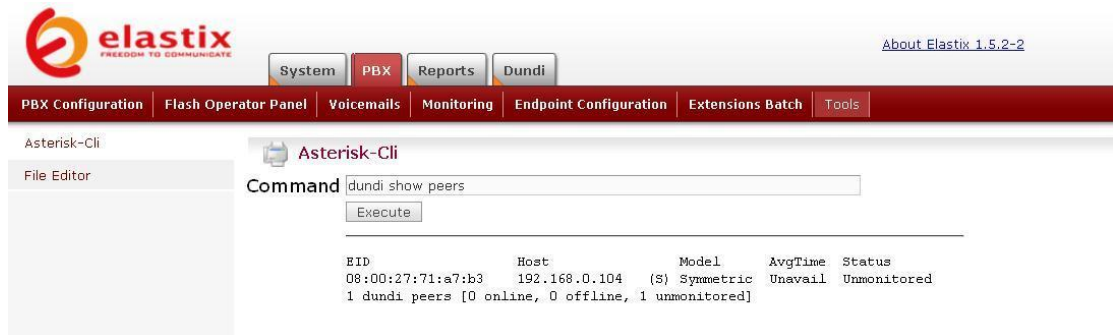 elastix
FREEDOM TO COMMUNICATE
About Elastix 1.5.2-2
System PBX Reports Dundi
PBX Configuration Flash Operator Panel Voicemails Monitoring Endpoint Configuration Extensions Batch Tools
Asterisk-Cli
File Editor
Asterisk-Cli
Command dundi show peers
Execute
EID Host Model AvgTime Status
08:00:27:71:a7:b3 192.168.0.104 (S) Symmetric Unavail Unmonitored
1 dundi peers [0 online, 0 offline, 1 unmonitored]